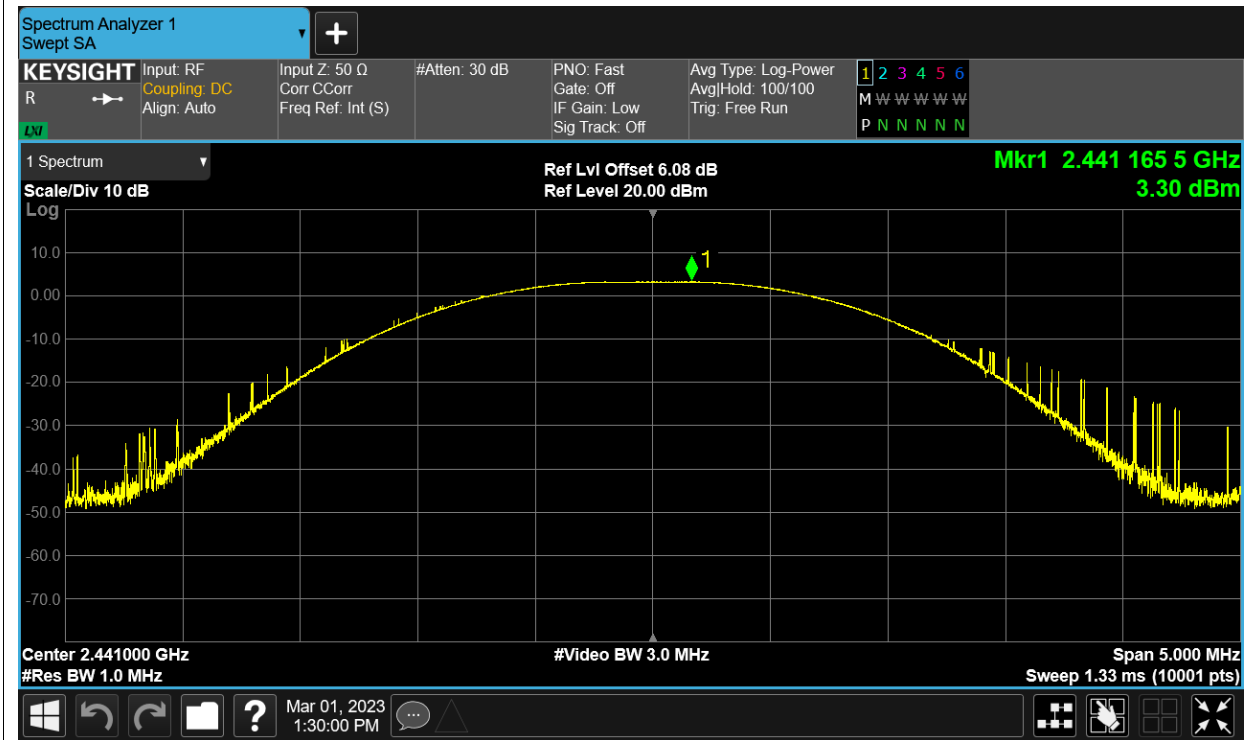 Spectrum Analyzer 1
Swept SA
KEYSIGHT
R
LXI
Input: RF
Coupling: DC
Align: Auto
Input Z: 50 Ω
Corr CCorr
Freq Ref: Int (S)
#Atten: 30 dB
PNO: Fast
Gate: Off
IF Gain: Low
Sig Track: Off
Avg Type: Log-Power
Avg|Hold: 100/100
Trig: Free Run
1 2 3 4 5 6
M W W W W W
P N N N N N
1 Spectrum
Scale/Div 10 dB
Log
Ref Lvl Offset 6.08 dB
Ref Level 20.00 dBm
Mkr1 2.441 165 5 GHz
3.30 dBm
1
10.0
0.00
-10.0
-20.0
-30.0
-40.0
-50.0
-60.0
-70.0
Center 2.441000 GHz
#Res BW 1.0 MHz
#Video BW 3.0 MHz
Span 5.000 MHz
Sweep 1.33 ms (10001 pts)
?
Mar 01, 2023
1:30:00 PM